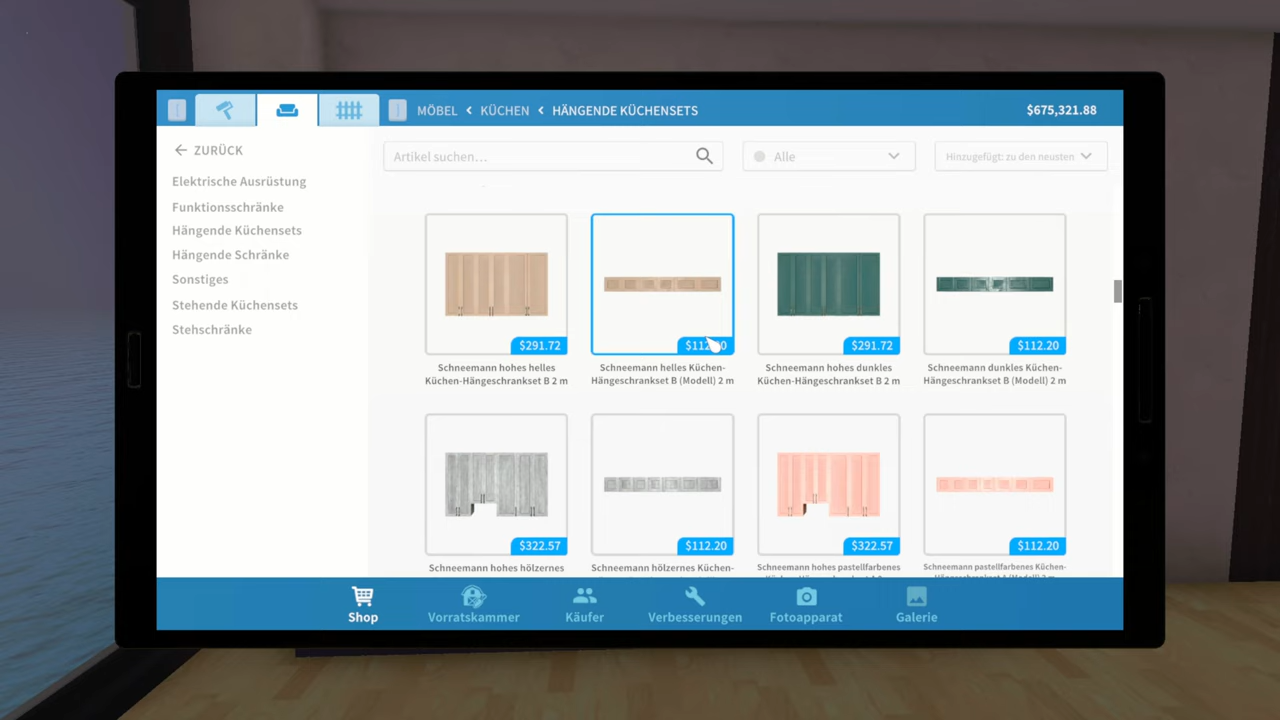 MÖBEL < KÜCHEN < HÄNGENDE KÜCHENSETS
$675,321.88
← ZURÜCK
Artikel suchen...
Alle
Hinzugefügt: zu den neusten
Elektrische Ausrüstung
Funktionsschränke
Hängende Küchensets
Hängende Schränke
Sonstiges
Stehende Küchensets
Stehschränke
$291.72
Schneemann hohes helles
Küchen-Hängeschrankset B 2 m
$112.20
Schneemann helles Küchen-
Hängeschrankset B (Modell) 2 m
$291.72
Schneemann hohes dunkles
Küchen-Hängeschrankset B 2 m
$112.20
Schneemann dunkles Küchen-
Hängeschrankset B (Modell) 2 m
$322.57
Schneemann hohes hölzernes
$112.20
Schneemann hölzernes Küchen-
$322.57
Schneemann hohes pastellfarbenes
$112.20
Schneemann pastellfarbenes Küchen-
Shop
Vorratskammer
Käufer
Verbesserungen
Fotoapparat
Galerie